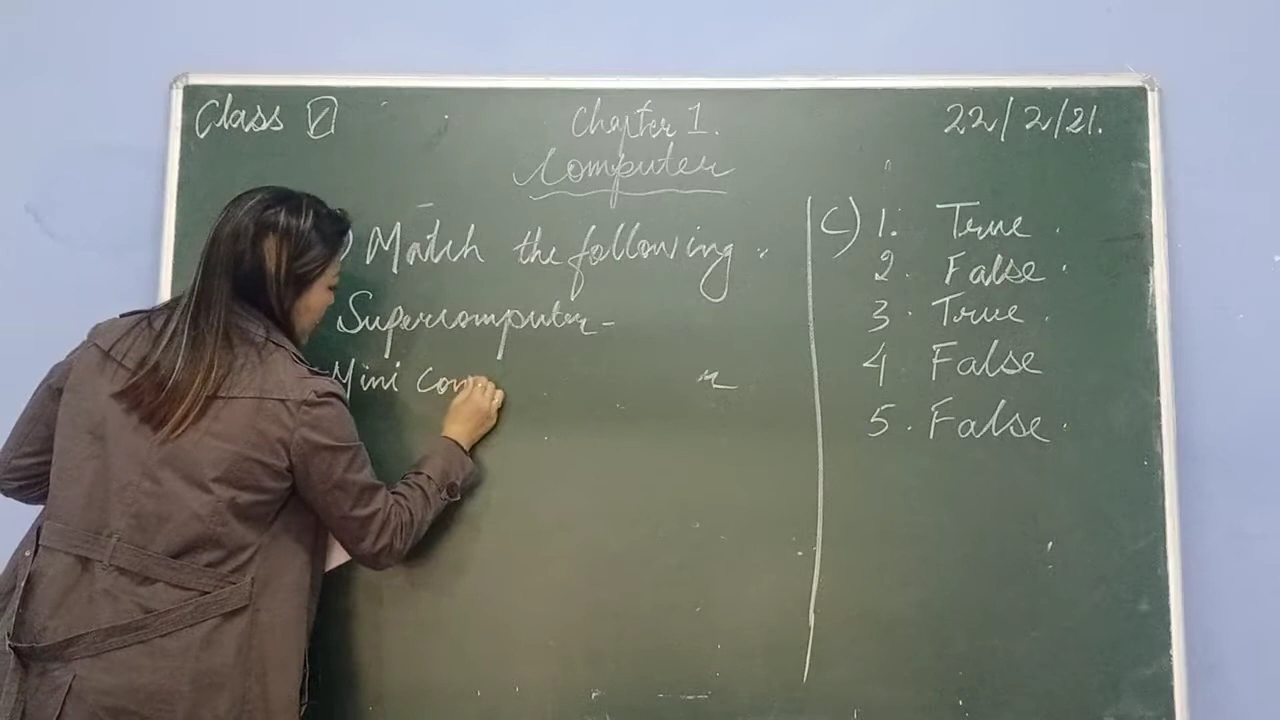 Class V
Chapter 1.
22/2/21.
Computer
) Match the following :
Supercomputer -
Mini Com
C) 1. True .
2. False .
3. True .
4 False
5. False .